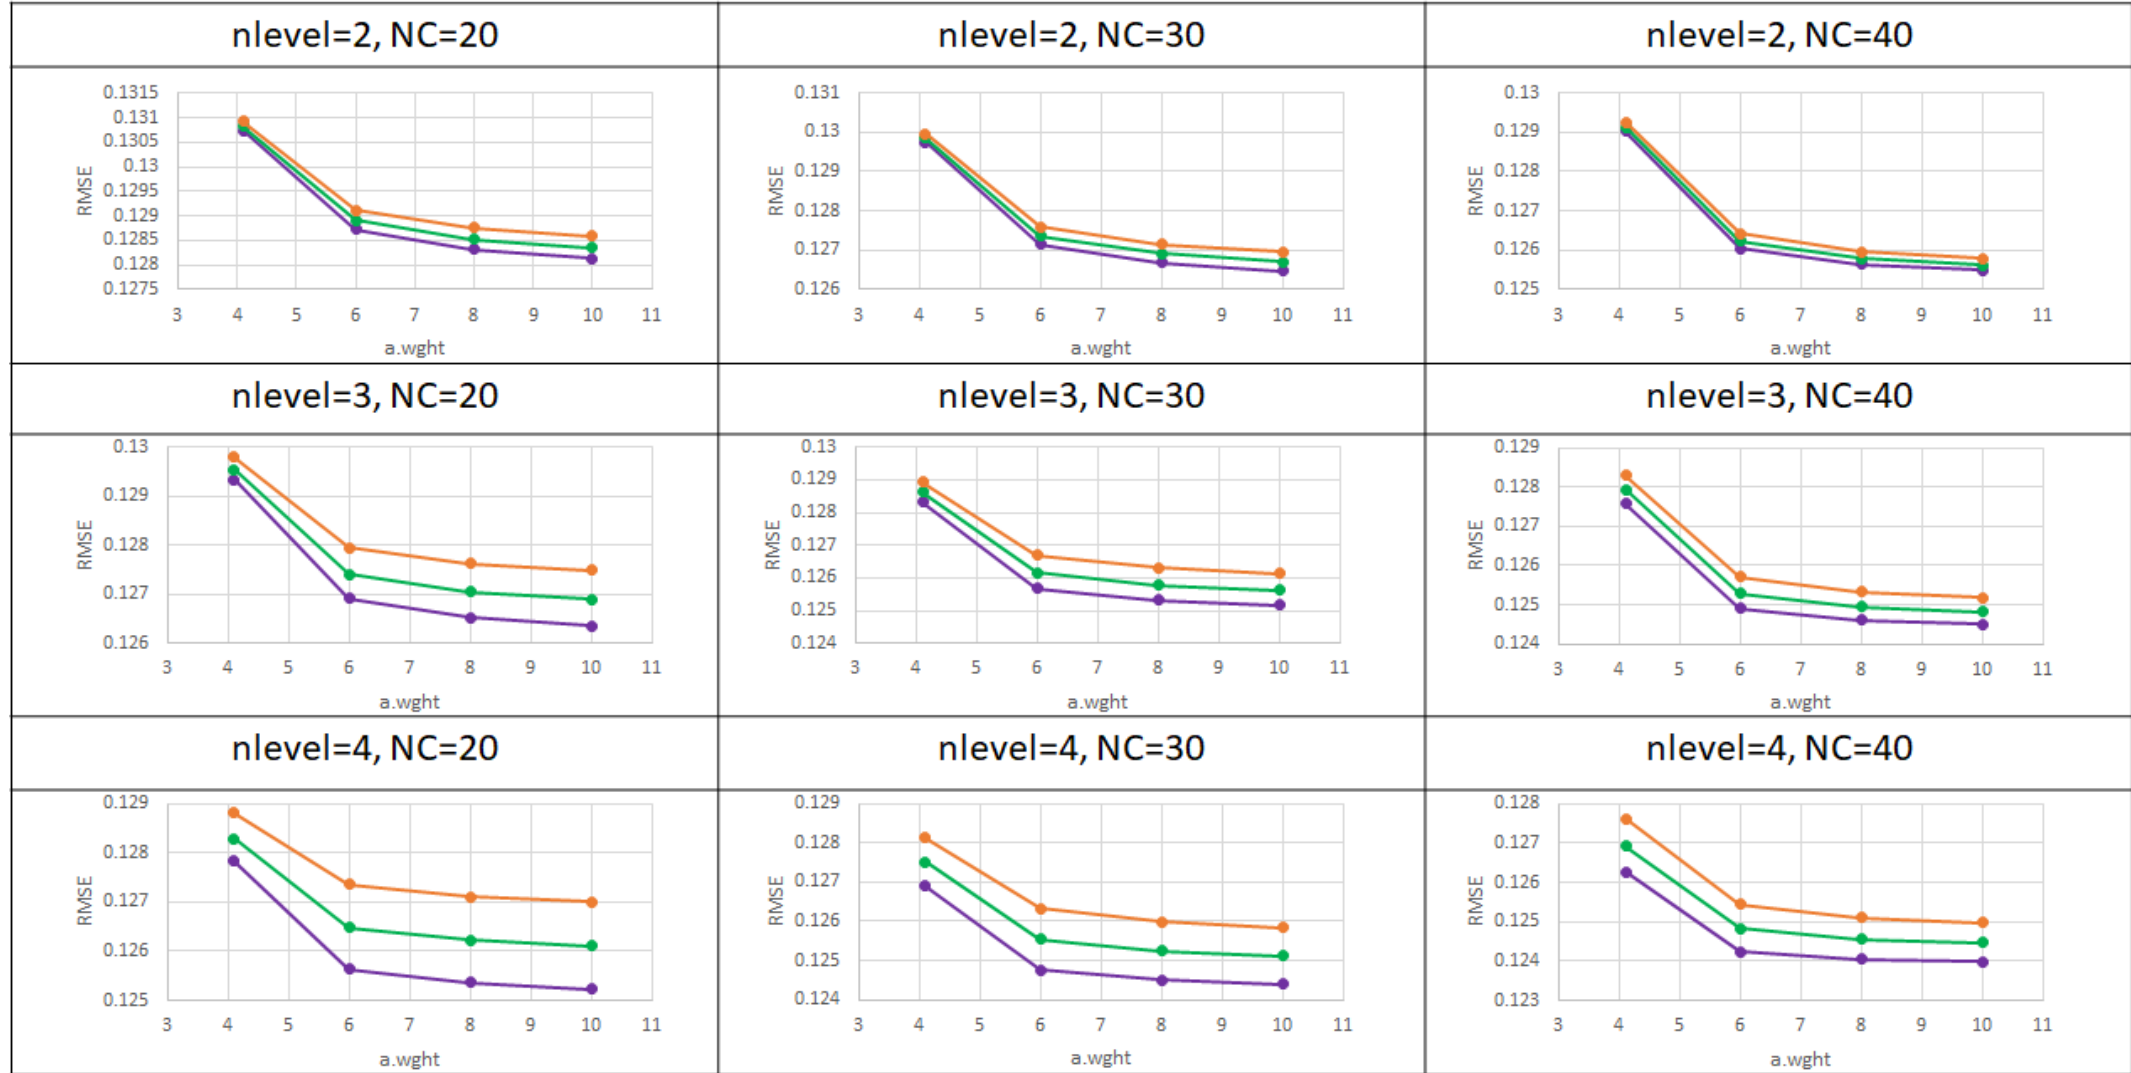 nlevel=2, NC=20
0.1315
0.131
0.1305
0.13
0.1295
0.129
0.1285
0.128
0.1275
RMSE
3 4 5 6 7 8 9 10 11
a.wght
nlevel=2, NC=30
0.131
0.13
0.129
0.128
0.127
0.126
RMSE
3 4 5 6 7 8 9 10 11
a.wght
nlevel=2, NC=40
0.13
0.129
0.128
0.127
0.126
0.125
RMSE
3 4 5 6 7 8 9 10 11
a.wght
nlevel=3, NC=20
0.13
0.129
0.128
0.127
0.126
RMSE
3 4 5 6 7 8 9 10 11
a.wght
nlevel=3, NC=30
0.13
0.129
0.128
0.127
0.126
0.125
0.124
RMSE
3 4 5 6 7 8 9 10 11
a.wght
nlevel=3, NC=40
0.129
0.128
0.127
0.126
0.125
0.124
RMSE
3 4 5 6 7 8 9 10 11
a.wght
nlevel=4, NC=20
0.129
0.128
0.127
0.126
0.125
RMSE
3 4 5 6 7 8 9 10 11
a.wght
nlevel=4, NC=30
0.129
0.128
0.127
0.126
0.125
0.124
RMSE
3 4 5 6 7 8 9 10 11
a.wght
nlevel=4, NC=40
0.128
0.127
0.126
0.125
0.124
0.123
RMSE
3 4 5 6 7 8 9 10 11
a.wght